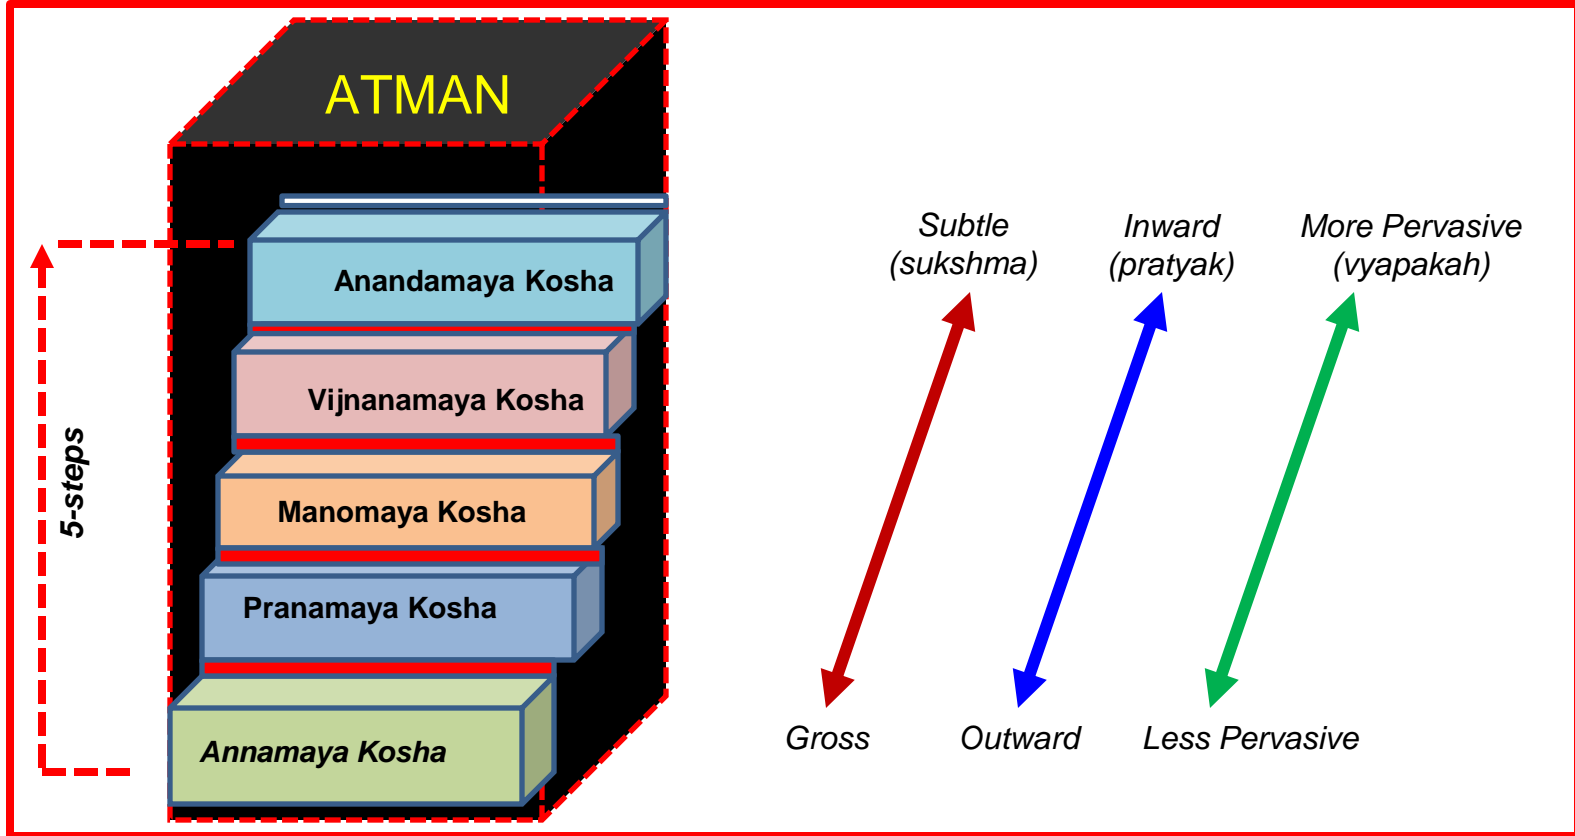 ATMAN
Anandamaya Kosha
Vijnanamaya Kosha
Manomaya Kosha
Pranamaya Kosha
Annamaya Kosha
5-steps
Subtle
(sukshma)
Inward
(pratyak)
More Pervasive
(vyapakah)
Gross
Outward
Less Pervasive